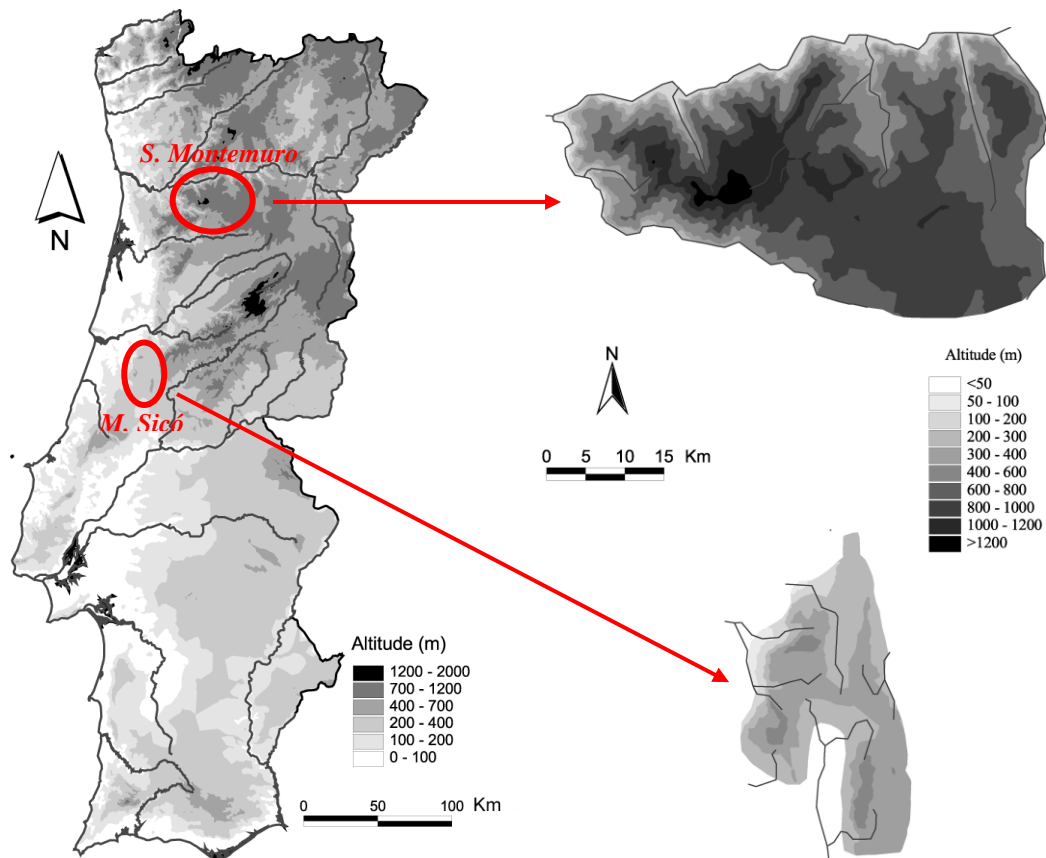 S. Montemuro
N
M. Sicó
Altitude (m)
1200 - 2000
700 - 1200
400 - 700
200 - 400
100 - 200
0 - 100
0 50 100 Km
N
0 5 10 15 Km
Altitude (m)
<50
50 - 100
100 - 200
200 - 300
300 - 400
400 - 600
600 - 800
800 - 1000
1000 - 1200
>1200